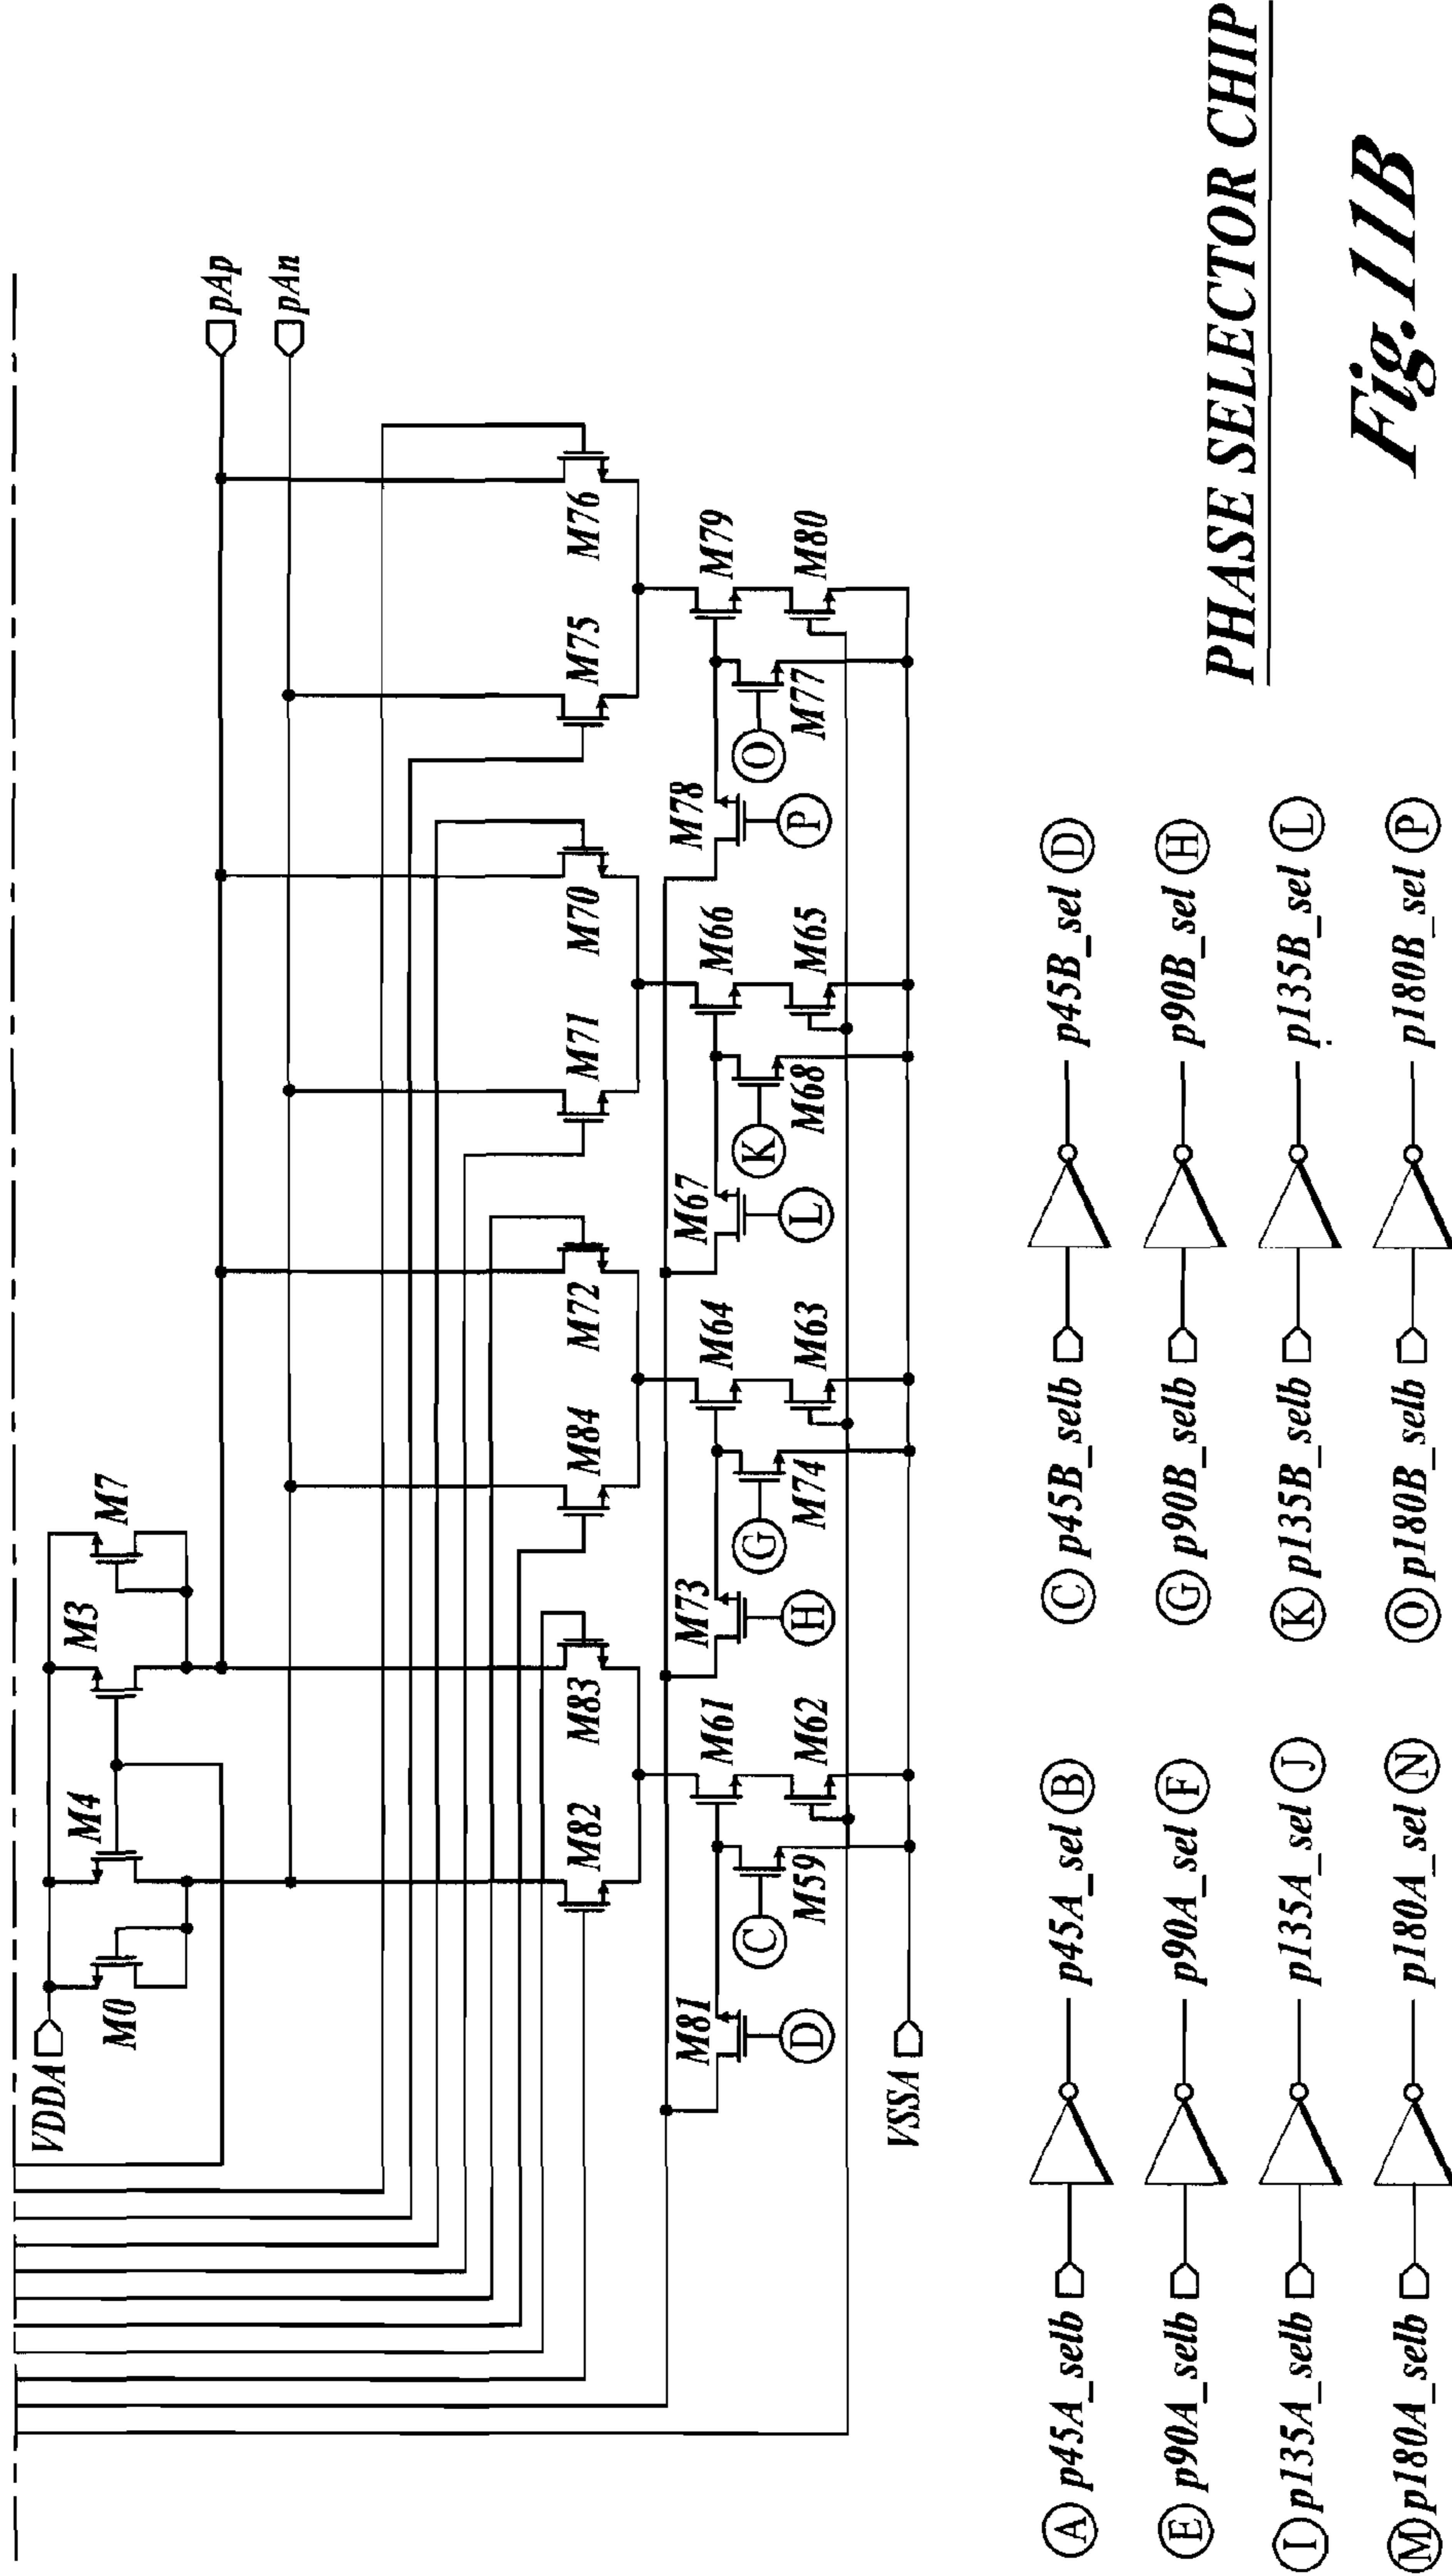 VDDA
M0
M4
M3
M7
pAp
pAn
M82
M83
M84
M72
M71
M70
M75
M76
M81
M61
M73
M64
M67
M66
M78
M79
D
C
M59
M62
H
G
M74
M63
L
K
M68
M65
P
O
M77
M80
VSSA
A p45A_selb p45A_sel B
C p45B_selb p45B_sel D
E p90A_selb p90A_sel F
G p90B_selb p90B_sel H
I p135A_selb p135A_sel J
K p135B_selb p135B_sel L
M p180A_selb p180A_sel N
O p180B_selb p180B_sel P
PHASE SELECTOR CHIP
Fig. 11B